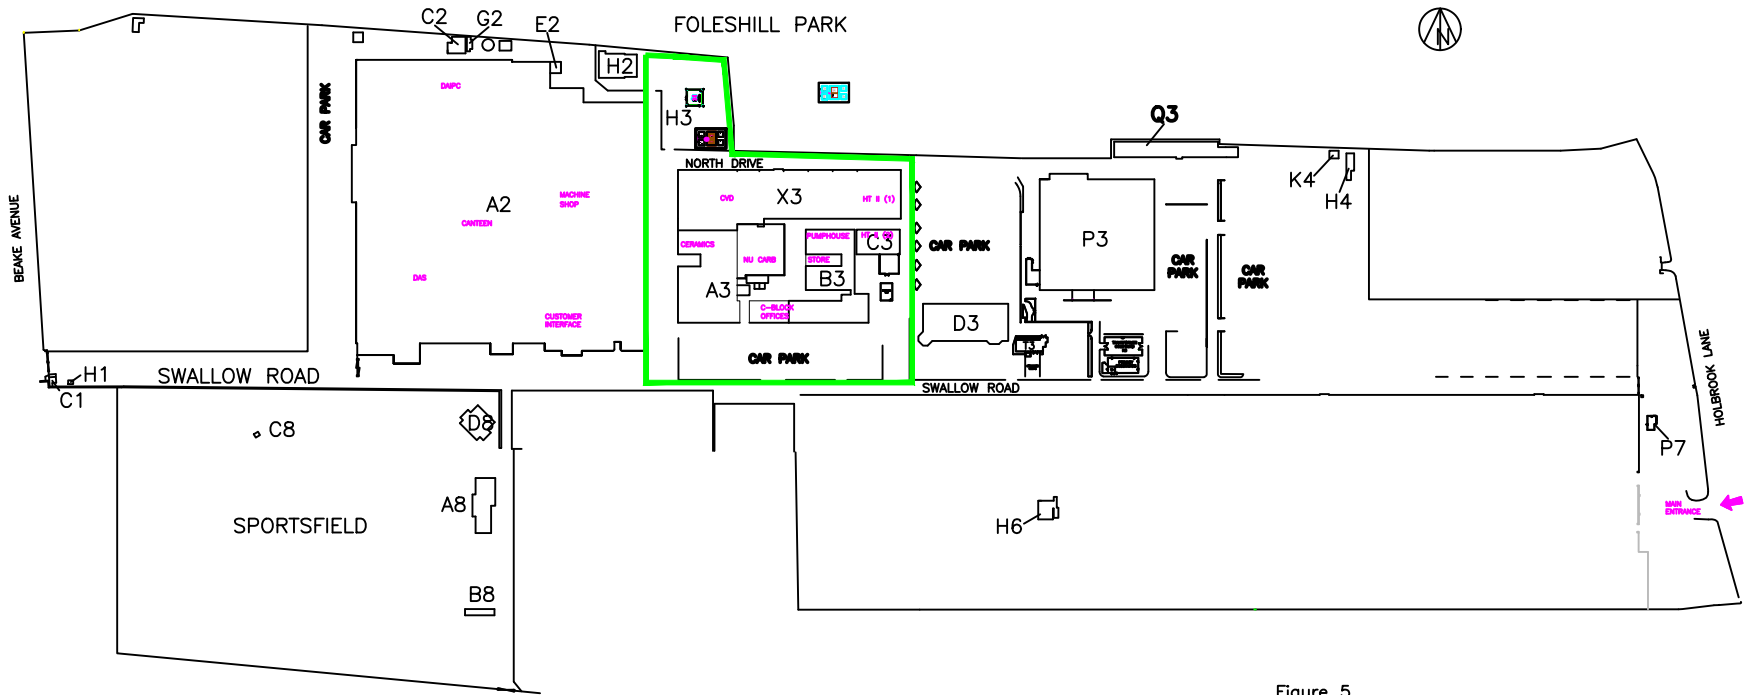 FOLESHILL PARK
C2
G2
E2
H2
H3
DAIPC
CAR PARK
BEAKE AVENUE
A2
MACHINE
SHOP
CANTEEN
DAS
CUSTOMER
INTERFACE
NORTH DRIVE
CVD
X3
HT II (1)
CERAMICS
NU CARB
PUMPHOUSE
STORE
C3
A3
B3
C-BLOCK
OFFICES
CAR PARK
CAR PARK
D3
T3
P3
Q3
CAR
PARK
CAR
PARK
K4
H4
HOLBROOK LANE
H1
C1
SWALLOW ROAD
SWALLOW ROAD
C8
D8
A8
SPORTSFIELD
B8
H6
P7
MAIN
ENTRANCE
N
Figure 5